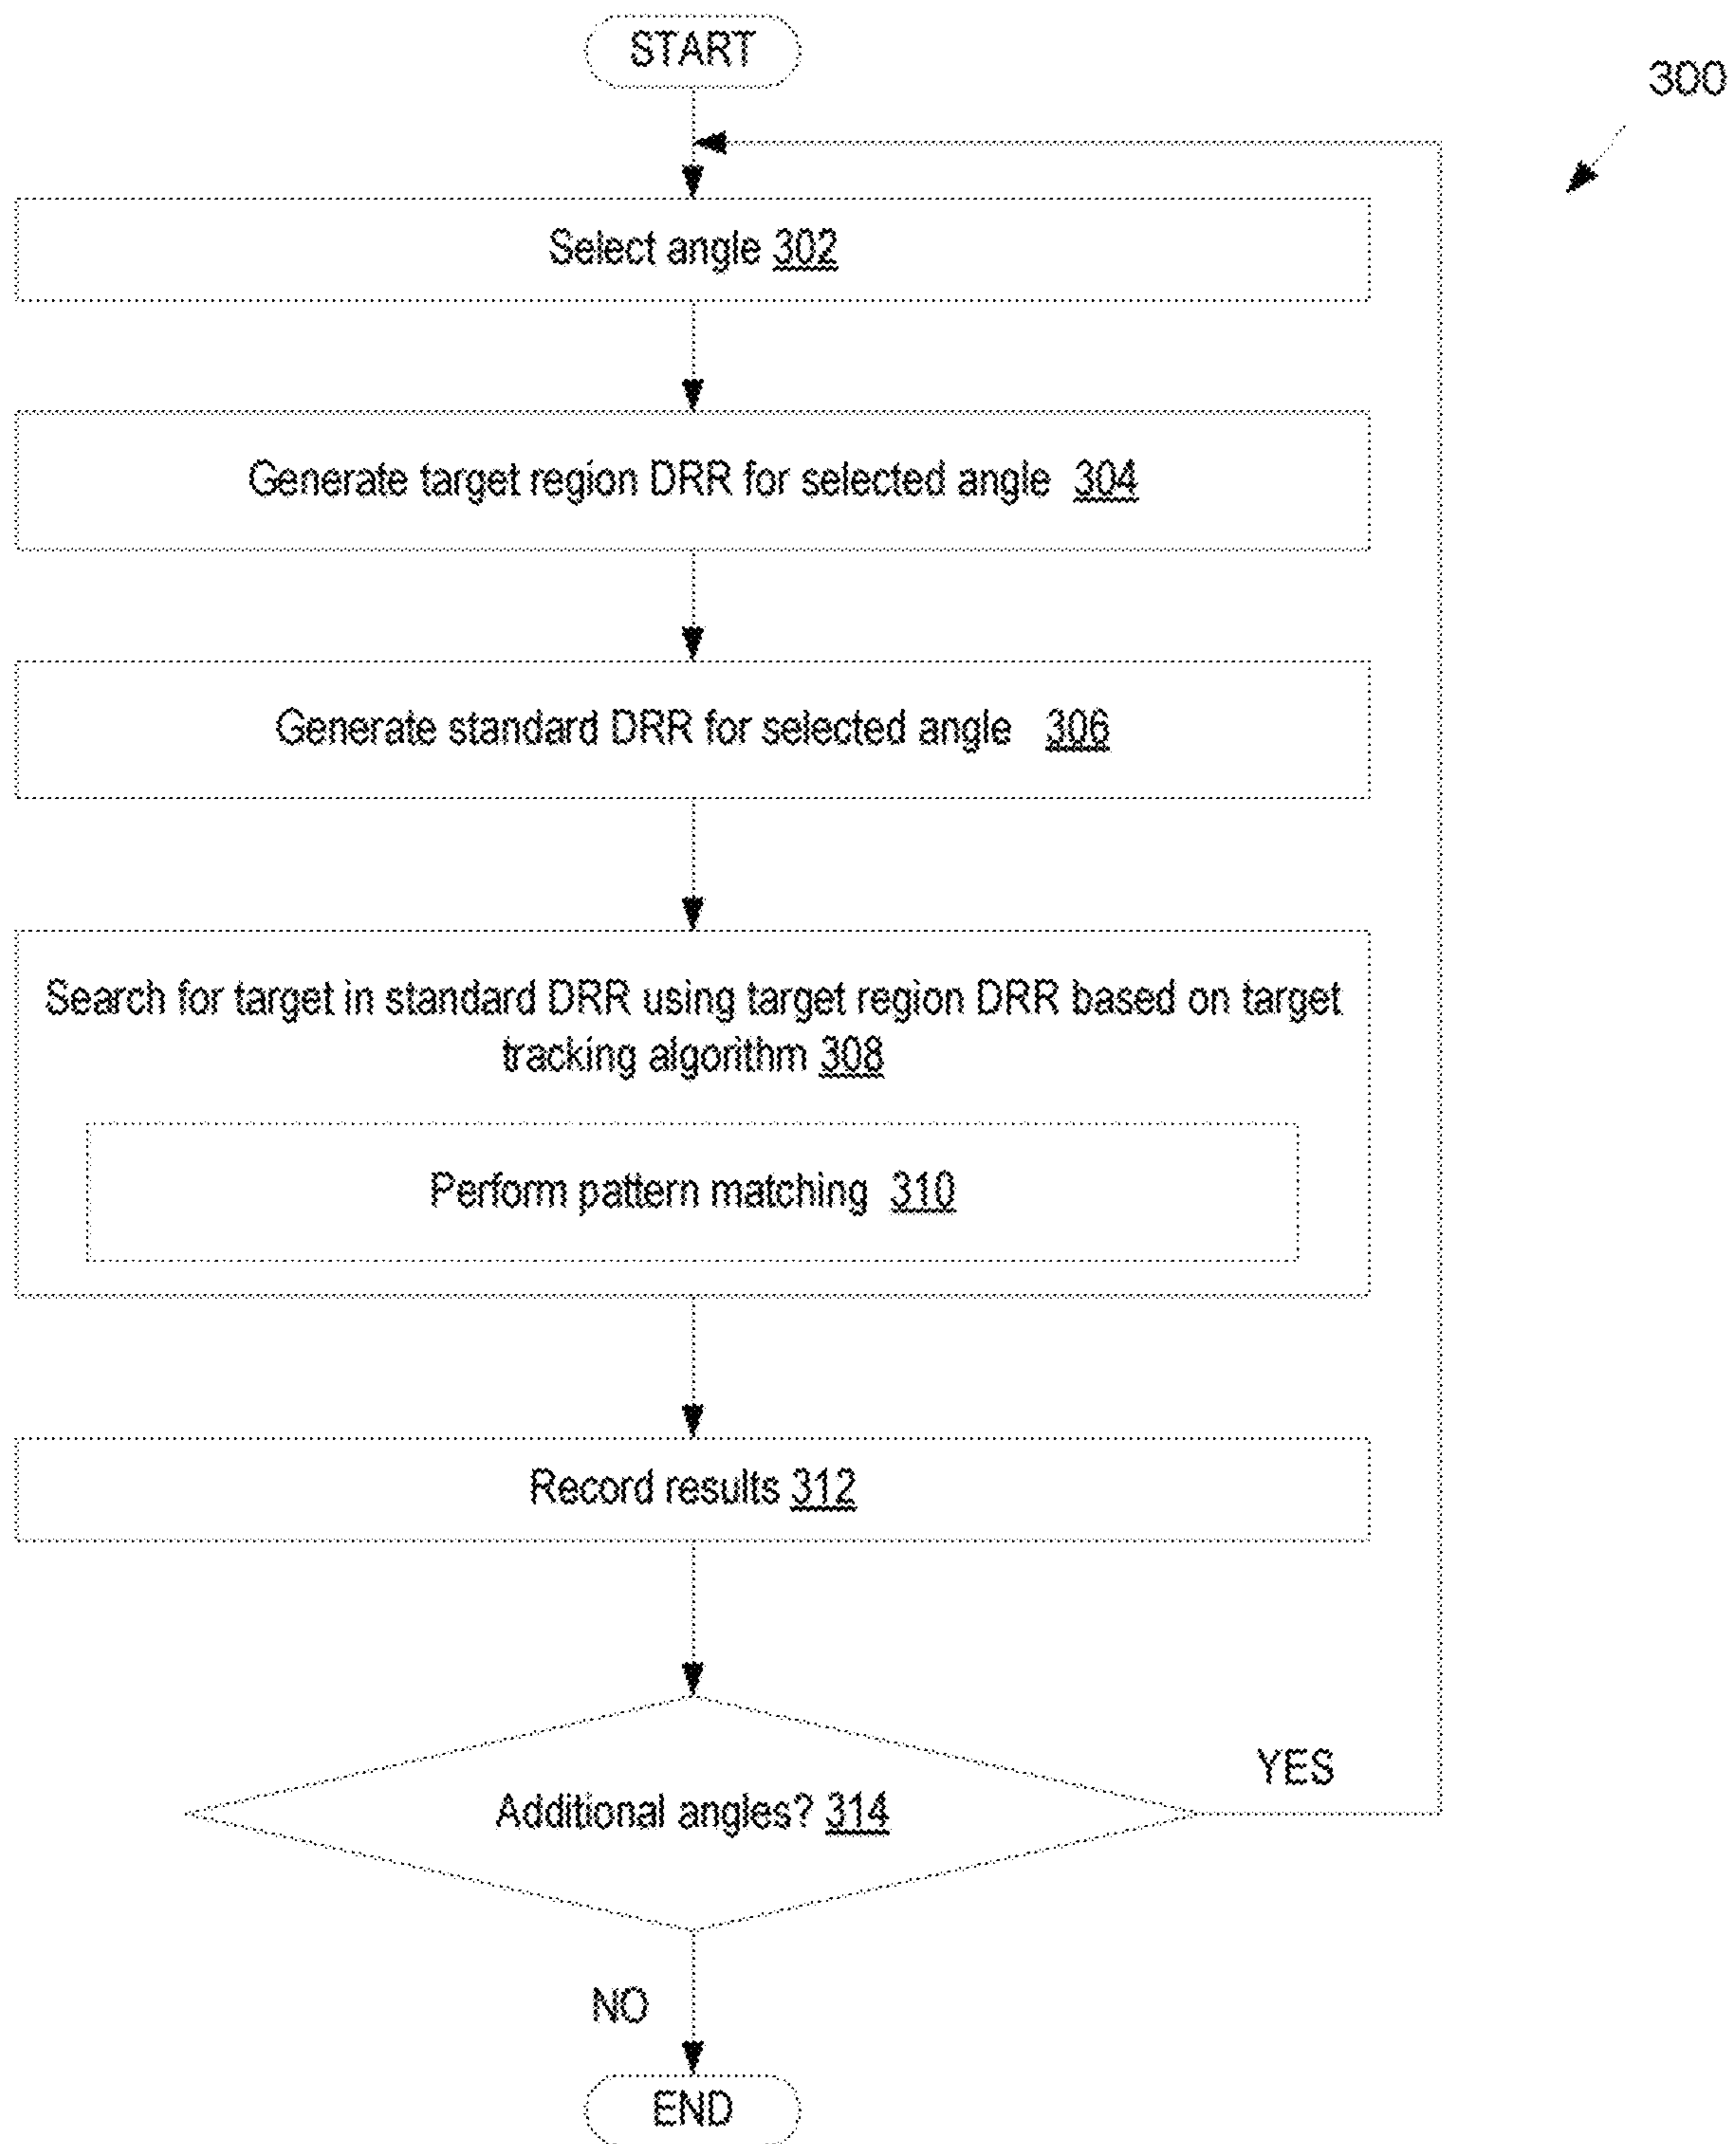 START
300
Select angle 302
Generate target region DRR for selected angle 304
Generate standard DRR for selected angle 306
Search for target in standard DRR using target region DRR based on target
tracking algorithm 308
Perform pattern matching 310
Record results 312
Additional angles? 314
YES
NO
END